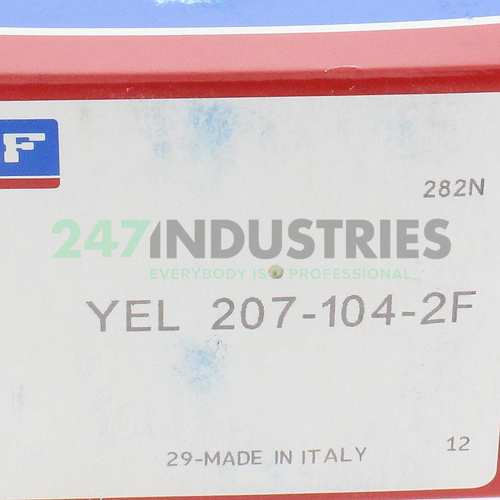 F
282N
247INDUSTRIES
EVERYBODY IS A PROFESSIONAL
YEL 207-104-2F
29-MADE IN ITALY
12